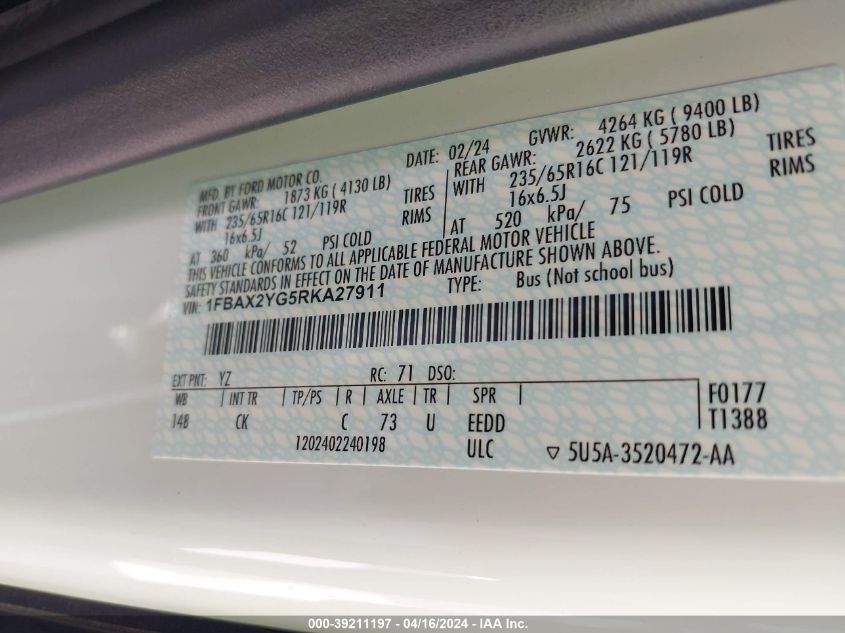 MFD. BY FORD MOTOR CO.
DATE: 02/24 GVWR: 4264 KG ( 9400 LB)
FRONT GAWR: 1873 KG ( 4130 LB)
REAR GAWR: 2622 KG ( 5780 LB)
WITH 235/65R16C 121/119R TIRES
WITH 235/65R16C 121/119R TIRES
16x6.5J RIMS
16x6.5J RIMS
AT 360 kPa/ 52 PSI COLD
AT 520 kPa/ 75 PSI COLD
THIS VEHICLE CONFORMS TO ALL APPLICABLE FEDERAL MOTOR VEHICLE
SAFETY STANDARDS IN EFFECT ON THE DATE OF MANUFACTURE SHOWN ABOVE.
VIN: 1FBAX2YG5RKA27911 TYPE: Bus (Not school bus)
EXT PNT: YZ RC: 71 DSO:
WB INT TR TP/PS R AXLE TR SPR F0177
148 CK C 73 U EEDD T1388
1202402240198 ULC 5U5A-3520472-AA
000-39211197 - 04/16/2024 - IAA Inc.